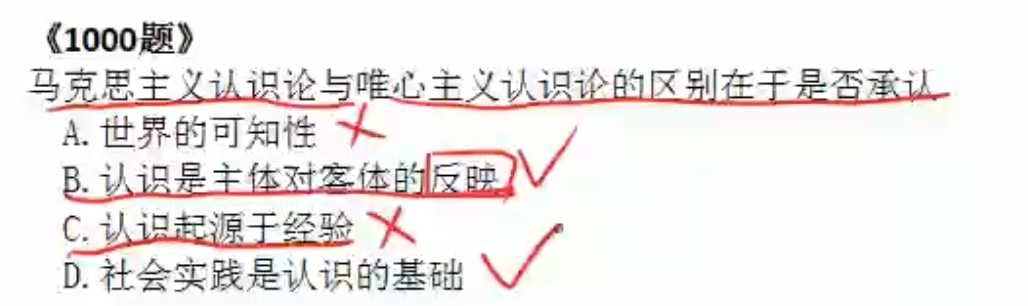 《1000题》
马克思主义认识论与唯心主义认识论的区别在于是否承认
A. 世界的可知性
B. 认识是主体对客体的反映
C. 认识起源于经验
D. 社会实践是认识的基础